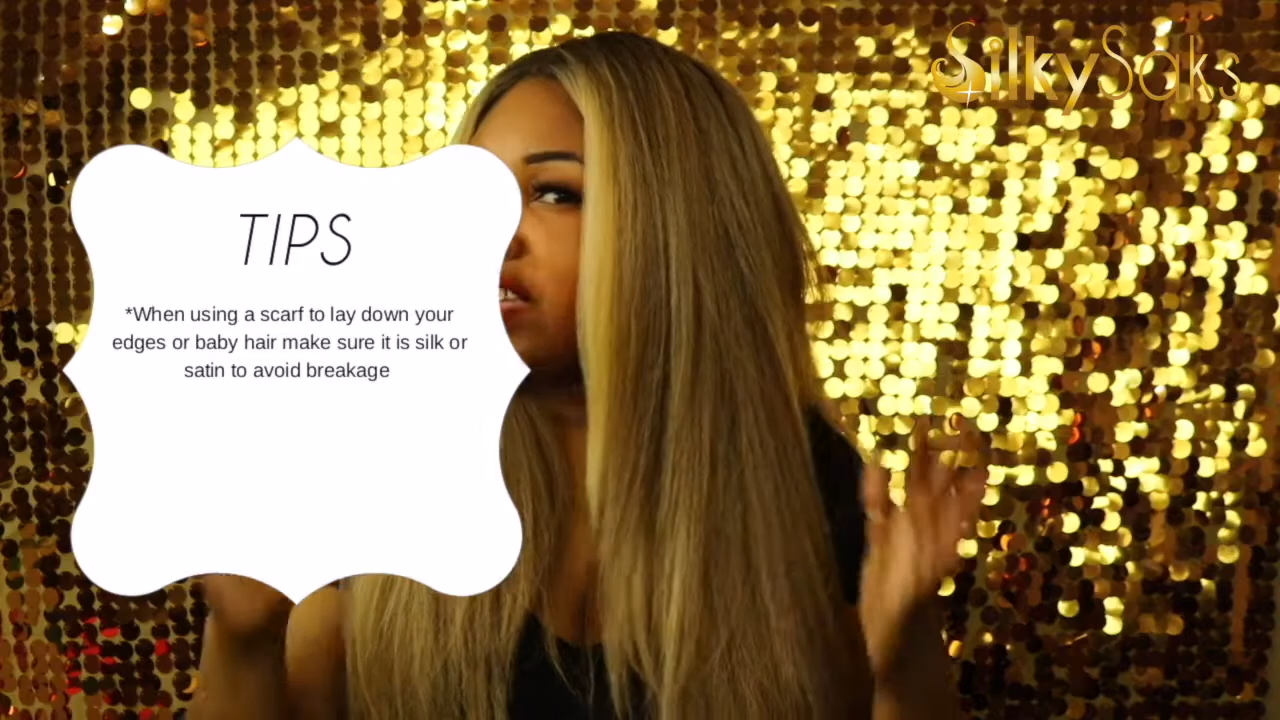 SilkySaks
TIPS
*When using a scarf to lay down your
edges or baby hair make sure it is silk or
satin to avoid breakage